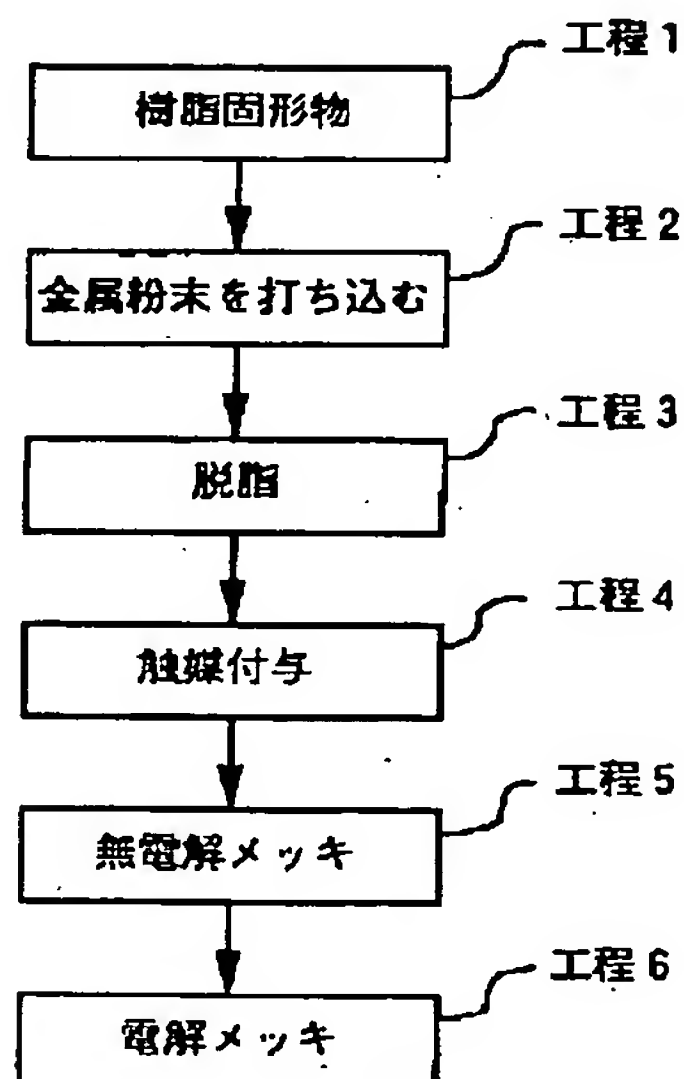 工程1
樹脂固形物
工程2
金属粉末を打ち込む
工程3
脱脂
工程4
触媒付与
工程5
無電解メッキ
工程6
電解メッキ